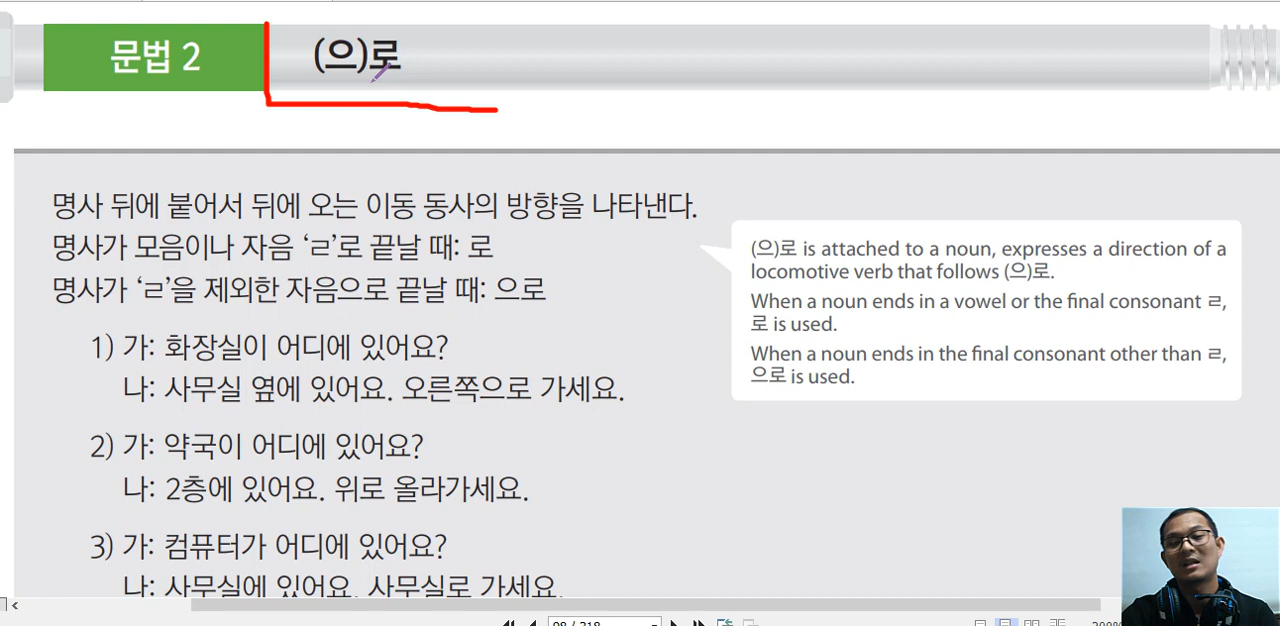 문법 2
(으)로
명사 뒤에 붙어서 뒤에 오는 이동 동사의 방향을 나타낸다.
명사가 모음이나 자음 ‘ㄹ’로 끝날 때: 로
명사가 ‘ㄹ’을 제외한 자음으로 끝날 때: 으로
(으)로 is attached to a noun, expresses a direction of a
locomotive verb that follows (으)로.
When a noun ends in a vowel or the final consonant ㄹ,
로 is used.
When a noun ends in the final consonant other than ㄹ,
으로 is used.
1) 가: 화장실이 어디에 있어요?
나: 사무실 옆에 있어요. 오른쪽으로 가세요.
2) 가: 약국이 어디에 있어요?
나: 2층에 있어요. 위로 올라가세요.
3) 가: 컴퓨터가 어디에 있어요?
나: 사무실에 있어요. 사무실로 가세요.